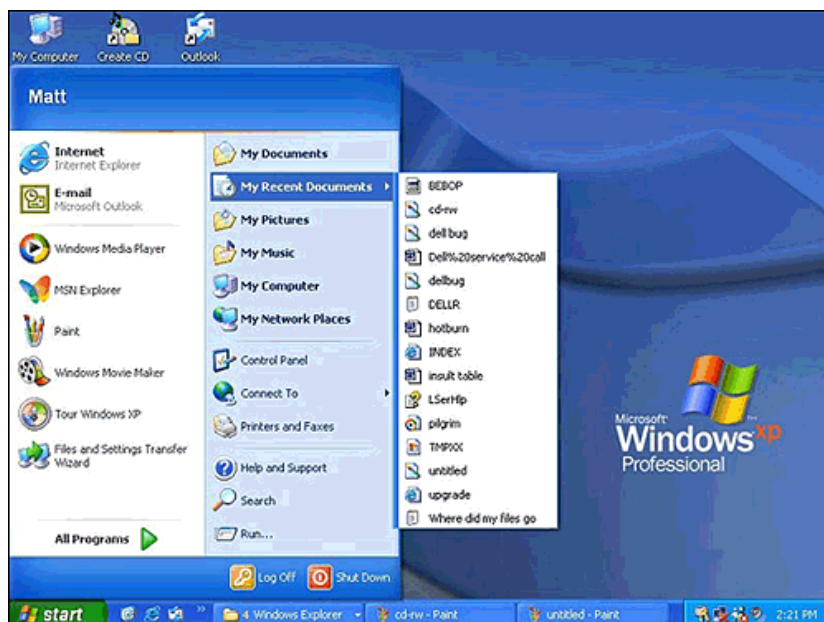 My Computer
Create CD
Outlook
Matt
Internet
Internet Explorer
E-mail
Microsoft Outlook
Windows Media Player
MSN Explorer
Paint
Windows Movie Maker
Tour Windows XP
Files and Settings Transfer
Wizard
All Programs
My Documents
My Recent Documents
My Pictures
My Music
My Computer
My Network Places
Control Panel
Connect To
Printers and Faxes
Help and Support
Search
Run...
BEBOP
cd-rw
dell bug
Dell%20service%20call
delbug
DELLR
hotburn
INDEX
insult table
LSerHlp
pilgrim
TMPXX
untitled
upgrade
Where did my files go
Log Off
Shut Down
Microsoft
Windows xp
Professional
start
4 Windows Explorer
cd-rw - Paint
untitled - Paint
2:21 PM